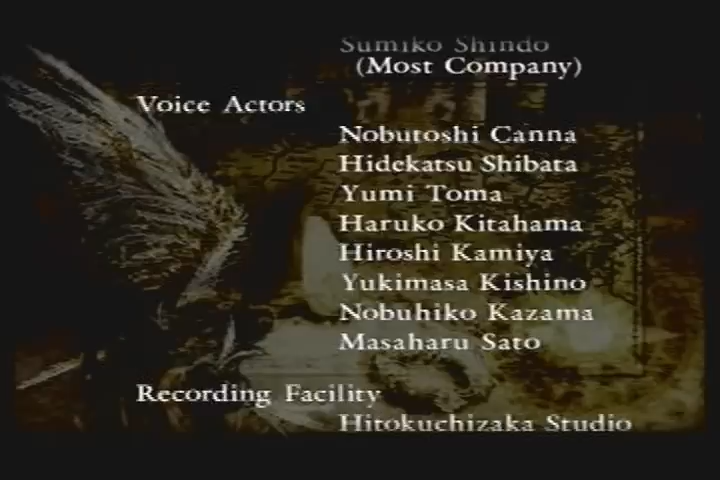 Sumiko Shindo
(Most Company)
Voice Actors
Nobutoshi Canna
Hidekatsu Shibata
Yumi Toma
Haruko Kitahama
Hiroshi Kamiya
Yukimasa Kishino
Nobuhiko Kazama
Masaharu Sato
Recording Facility
Hitokuchizaka Studio